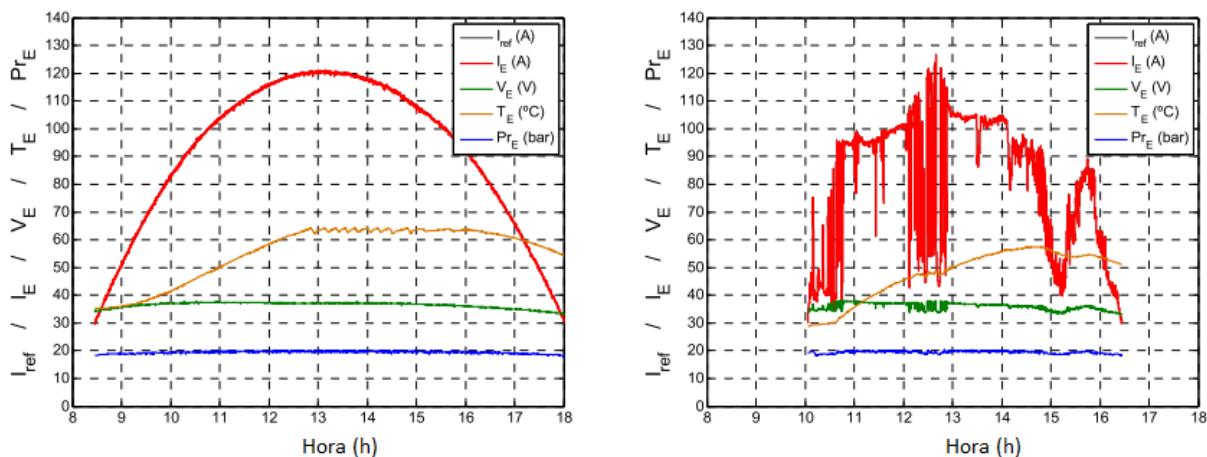 I_ref / I_E / V_E / T_E / Pr_E
140
130
120
110
100
90
80
70
60
50
40
30
20
10
0
I_ref (A)
I_E (A)
V_E (V)
T_E (ºC)
Pr_E (bar)
8 9 10 11 12 13 14 15 16 17 18
Hora (h)
I_ref / I_E / V_E / T_E / Pr_E
140
130
120
110
100
90
80
70
60
50
40
30
20
10
0
I_ref (A)
I_E (A)
V_E (V)
T_E (ºC)
Pr_E (bar)
8 9 10 11 12 13 14 15 16 17 18
Hora (h)